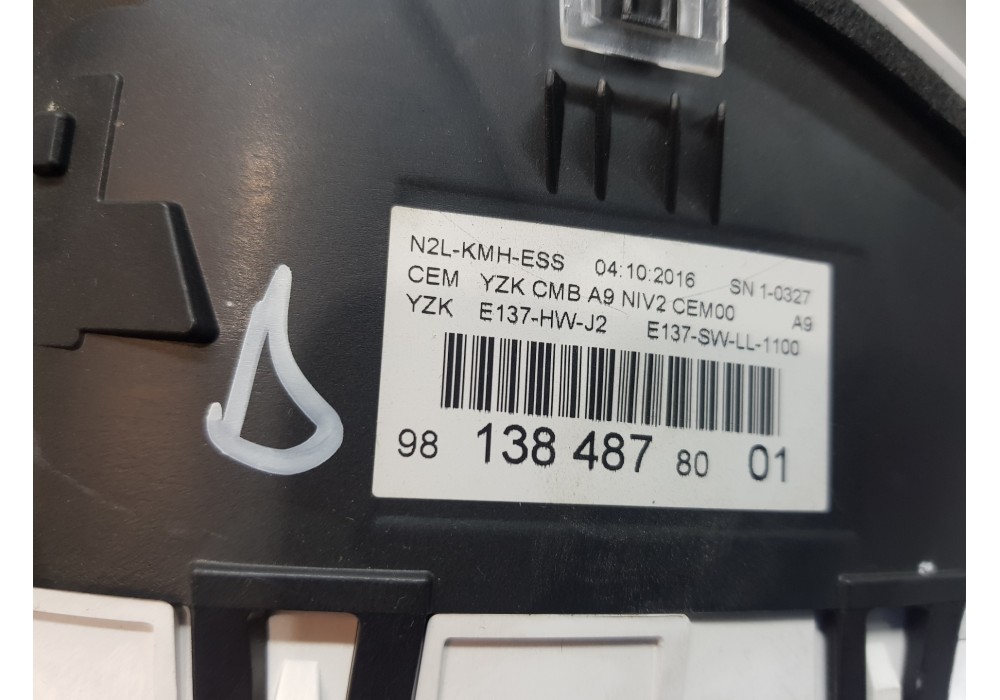 N2L-KMH-ESS 04:10:2016 SN 1-0327
CEM YZK CMB A9 NIV2 CEM00 A9
YZK E137-HW-J2 E137-SW-LL-1100
98 138 487 80 01